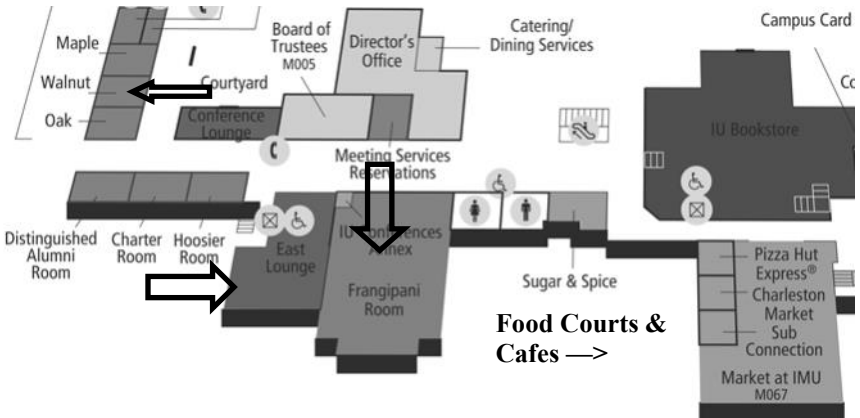 Maple
Walnut
Oak
Courtyard
Conference
Lounge
Board of
Trustees
M005
Director's
Office
Catering/
Dining Services
Meeting Services
Reservations
Campus Card
IU Bookstore
Distinguished
Alumni
Room
Charter
Room
Hoosier
Room
East
Lounge
IU Conferences
Annex
Frangipani
Room
Sugar & Spice
Food Courts &
Cafes —>
Pizza Hut
Express®
Charleston
Market
Sub
Connection
Market at IMU
M067